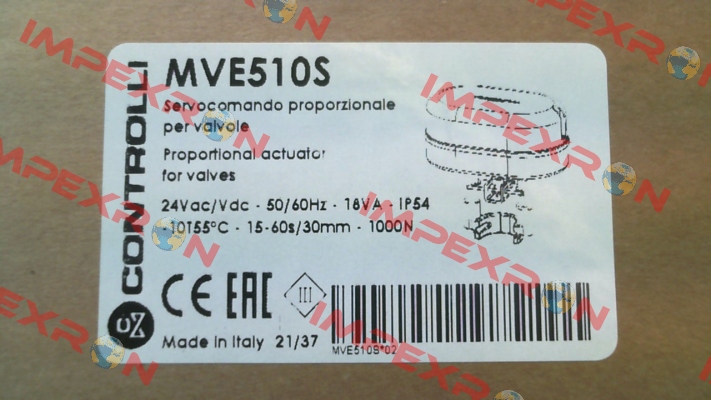 MVE510S
CONTROLLI
Servocomando proporzionale
per valvole
Proportional actuator
for valves
24Vac/Vdc - 50/60Hz - 18VA - IP54
-10T55°C - 15-60s/30mm - 1000N
CE EAC III
Made in Italy 21/37
MVE510S*02
IMPEXRON
IMPEXRON
IMPEXRON
IMPEXRON
IMPEXRON
IMPEXRON